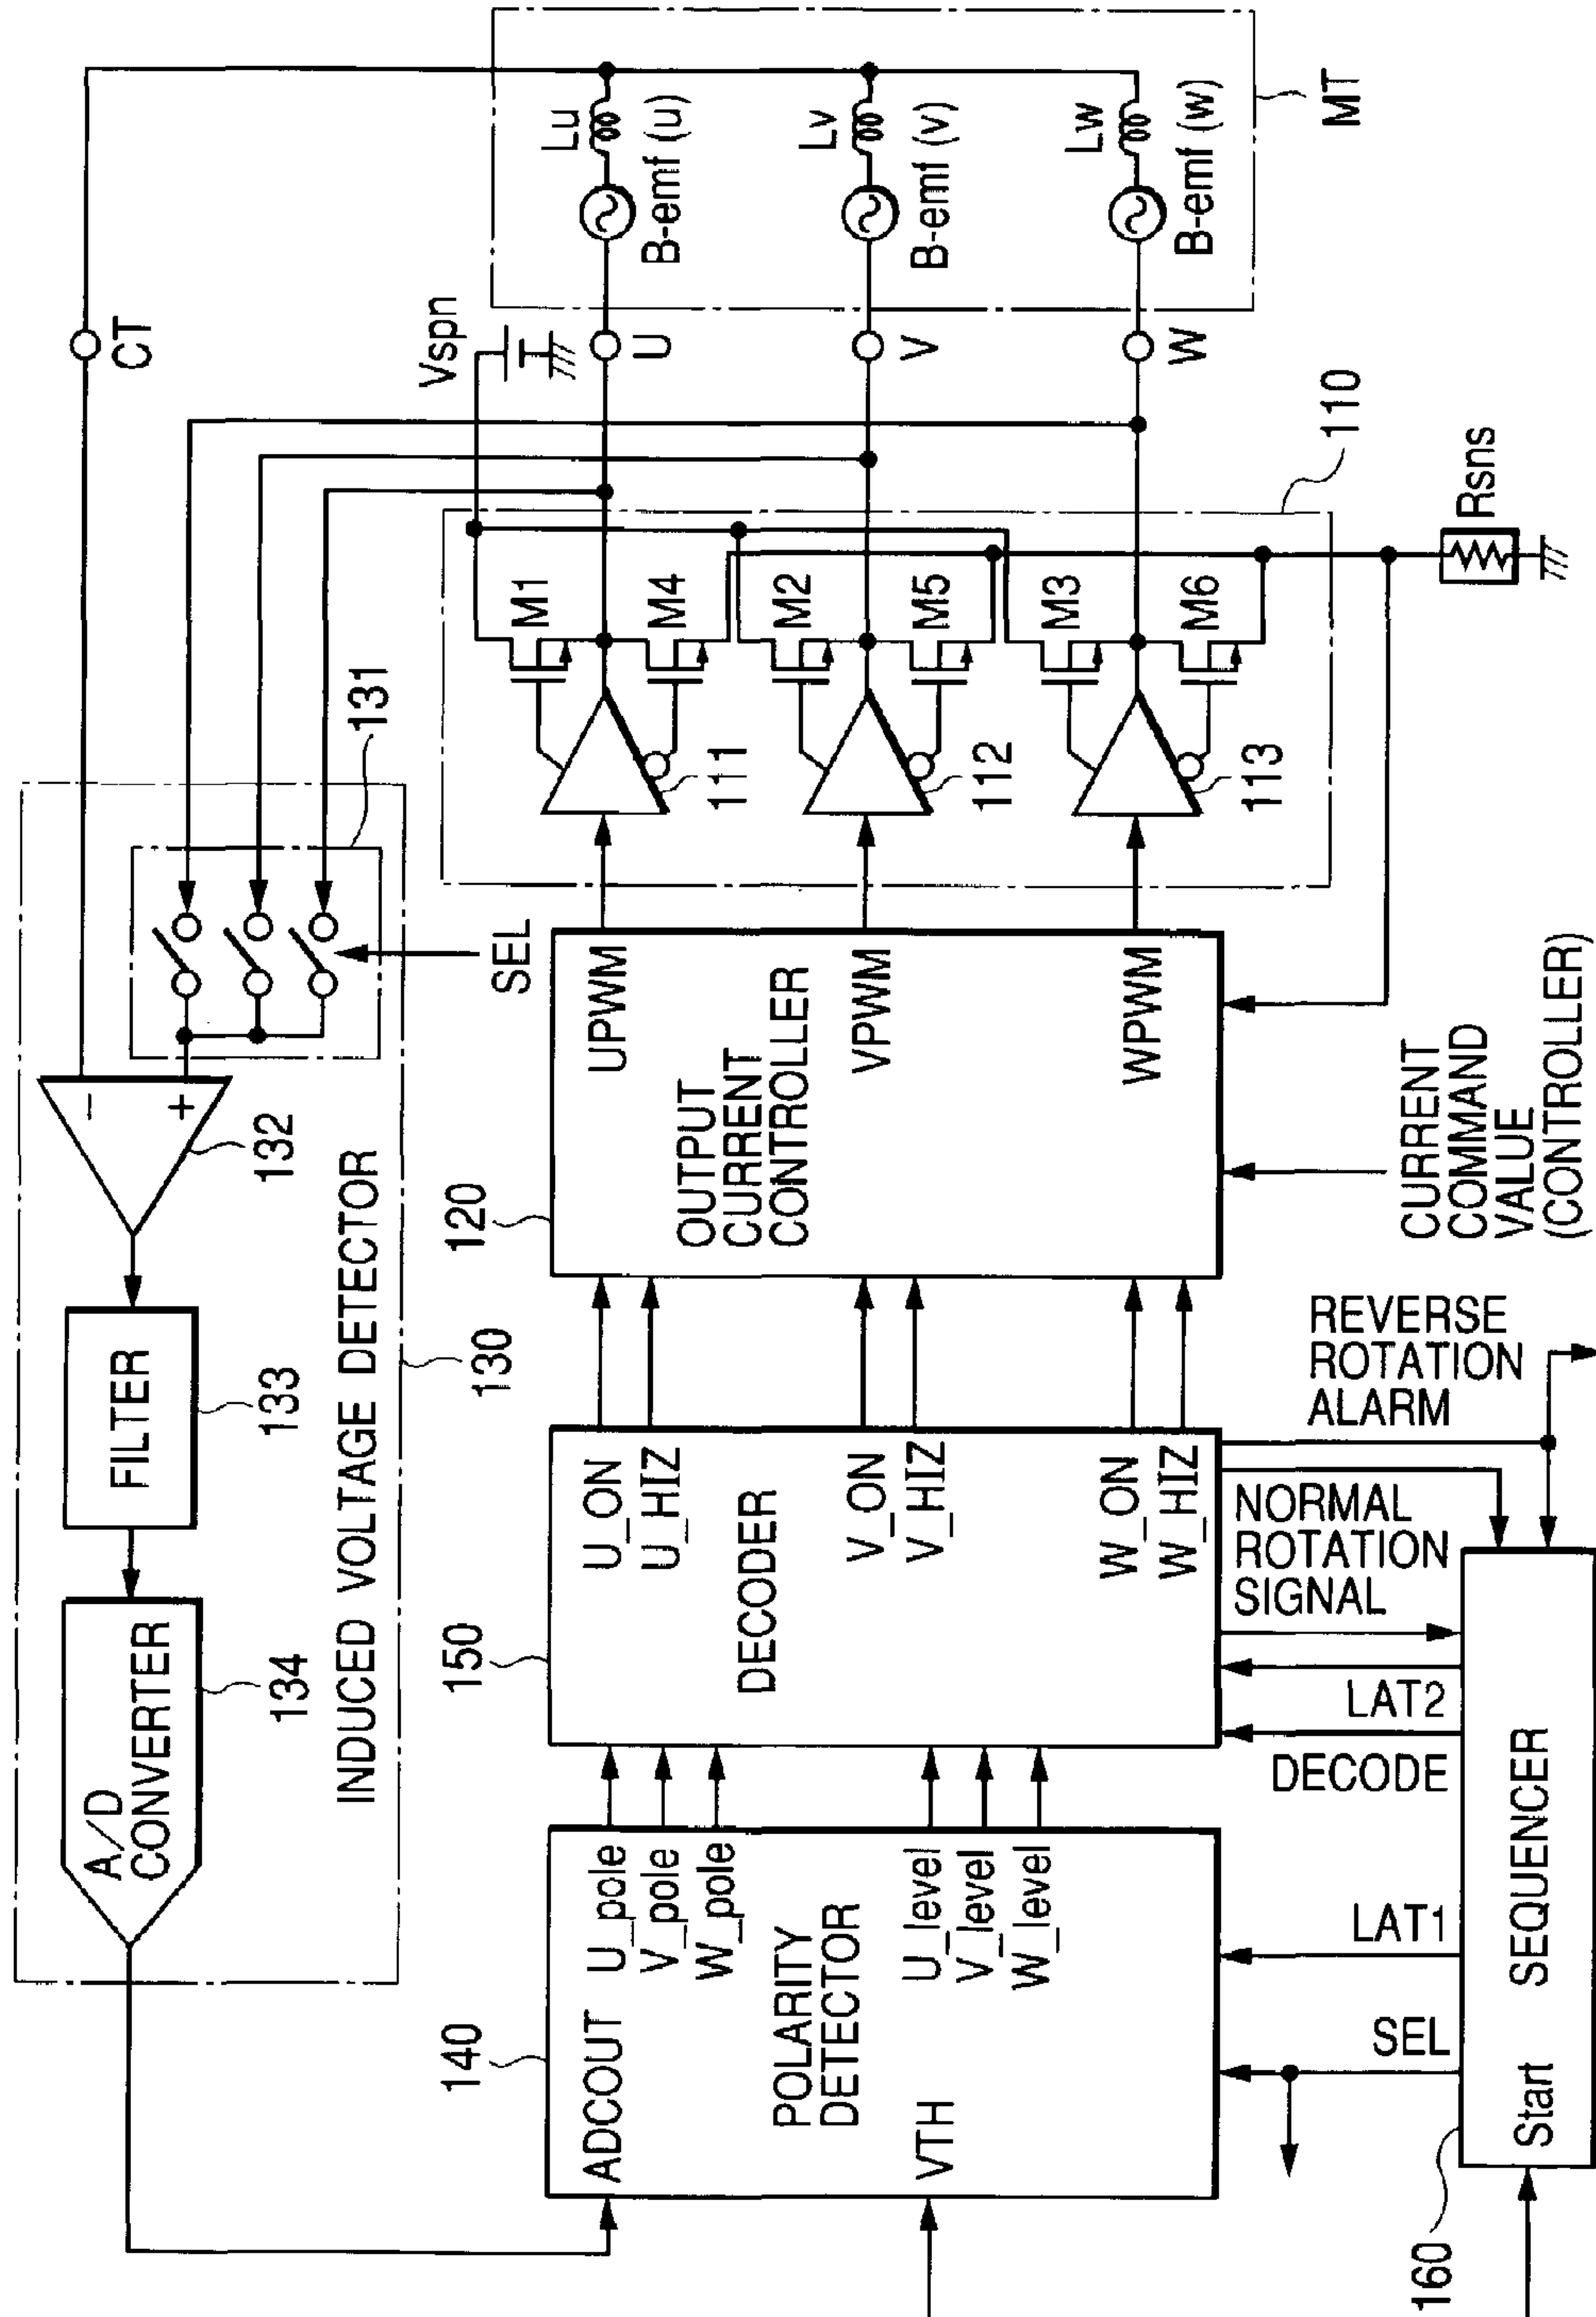 CT
Vspn
Lu
B-emf (u)
Lv
B-emf (v)
Lw
B-emf (w)
MT
U
V
W
131
SEL
132
FILTER
133
A/D
CONVERTER
134
INDUCED VOLTAGE DETECTOR
130
M1
M4
M2
M5
M3
M6
111
112
113
110
Rsns
140
ADCOUT
U_pole
V_pole
W_pole
POLARITY
DETECTOR
VTH
U_level
V_level
W_level
150
DECODER
U_ON
U_HIZ
V_ON
V_HIZ
W_ON
W_HIZ
120
OUTPUT
CURRENT
CONTROLLER
UPWM
VPWM
WPWM
CURRENT
COMMAND
VALUE
(CONTROLLER)
REVERSE
ROTATION
ALARM
NORMAL
ROTATION
SIGNAL
LAT2
DECODE
LAT1
SEL
160
Start
SEQUENCER
+
−